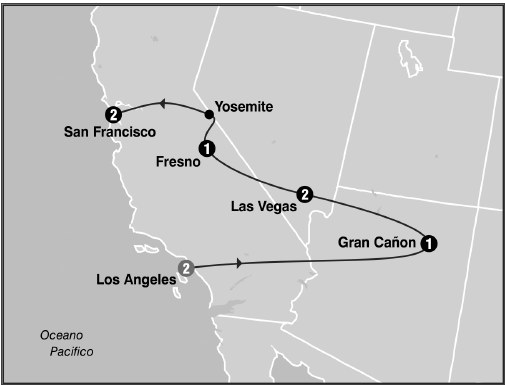 Yosemite
2
San Francisco
1
Fresno
2
Las Vegas
Gran Cañon 1
2
Los Angeles
Oceano
Pacifico